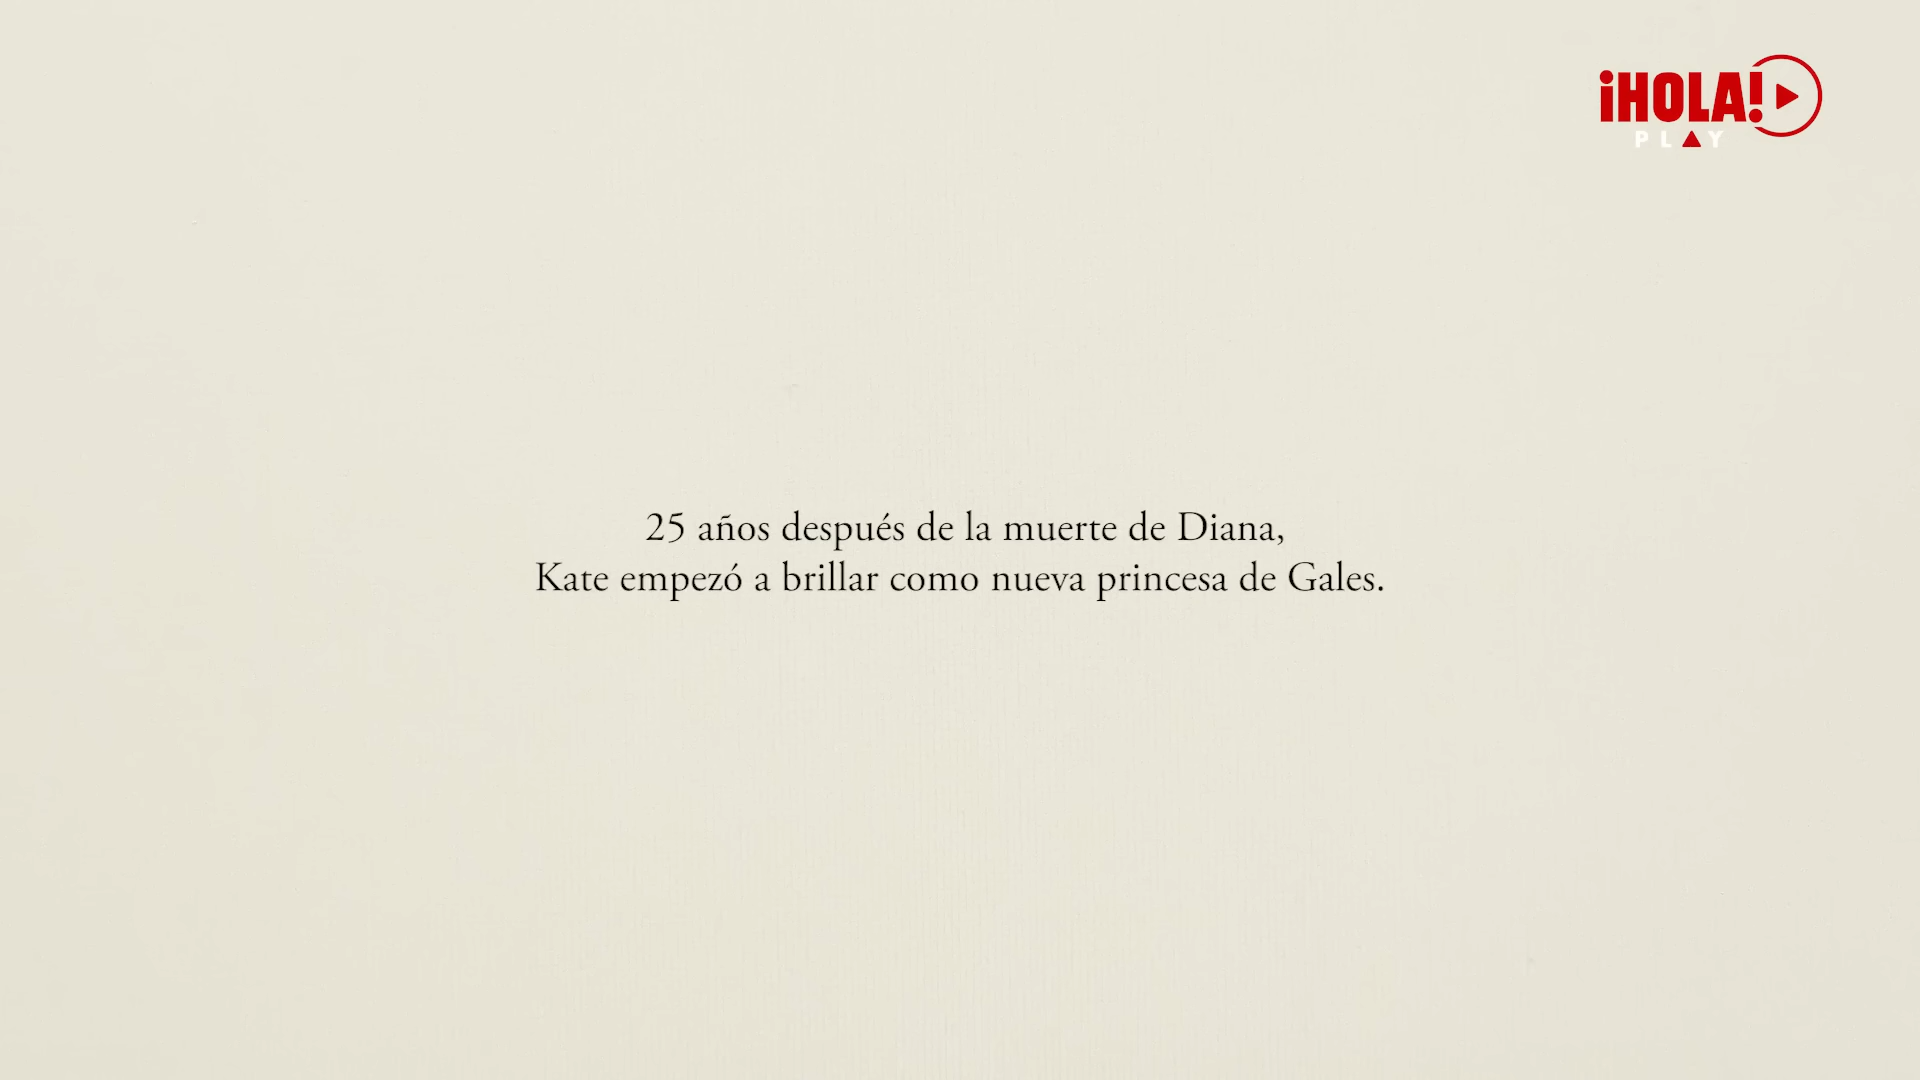 ¡HOLA!
PLAY
25 años después de la muerte de Diana,
Kate empezó a brillar como nueva princesa de Gales.